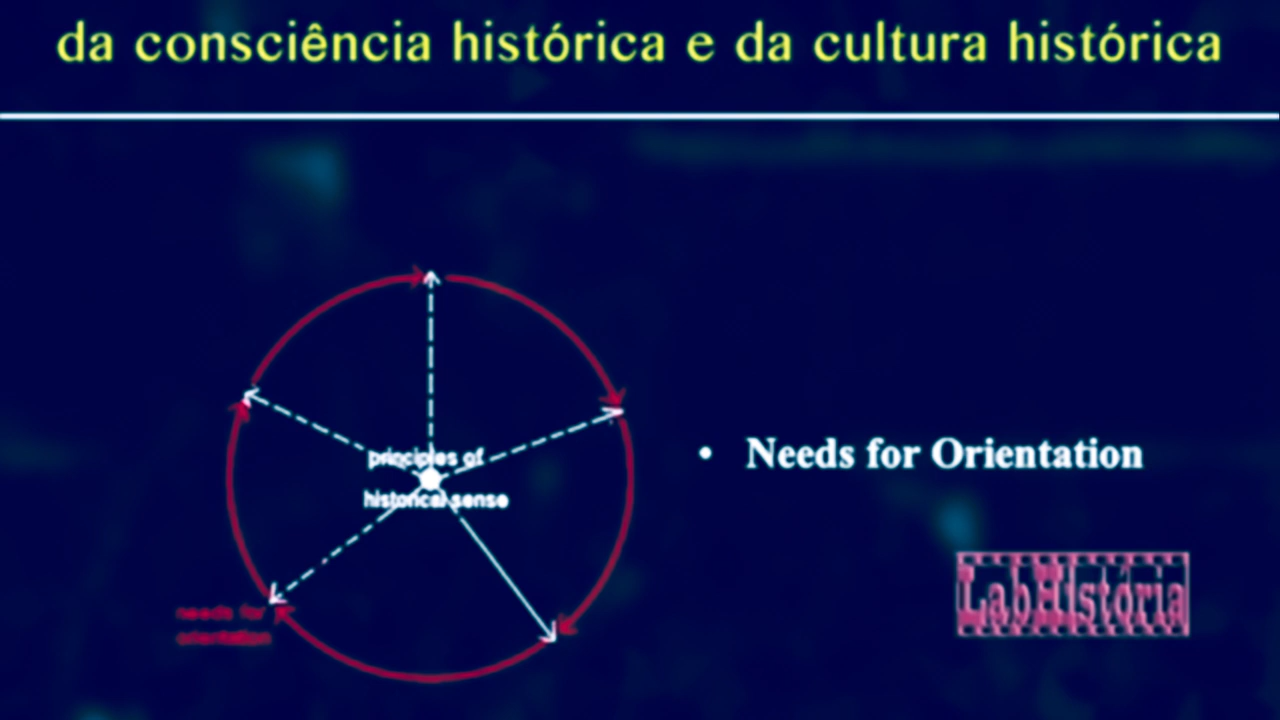 da consciência histórica e da cultura histórica
principles of
historical sense
• Needs for Orientation
needs for
orientation
LabHistória